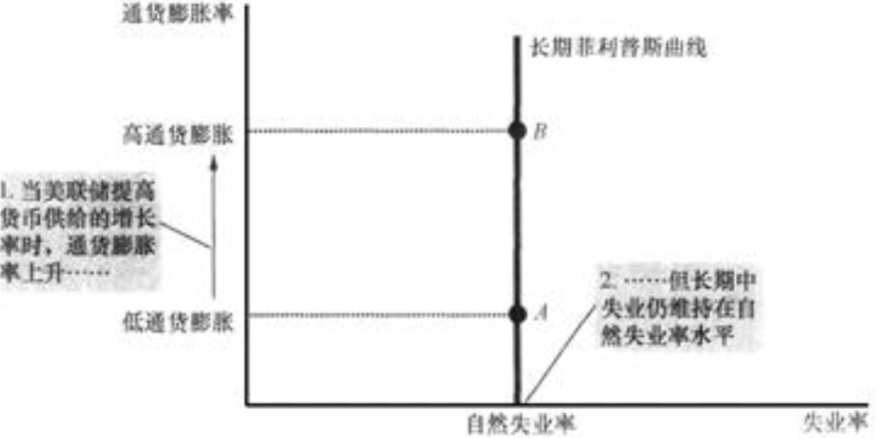 通货膨胀率
长期菲利普斯曲线
高通货膨胀
B
1. 当美联储提高
货币供给的增长
率时，通货膨胀
率上升……
2. ……但长期中
失业仍维持在自
然失业率水平
低通货膨胀
A
自然失业率
失业率